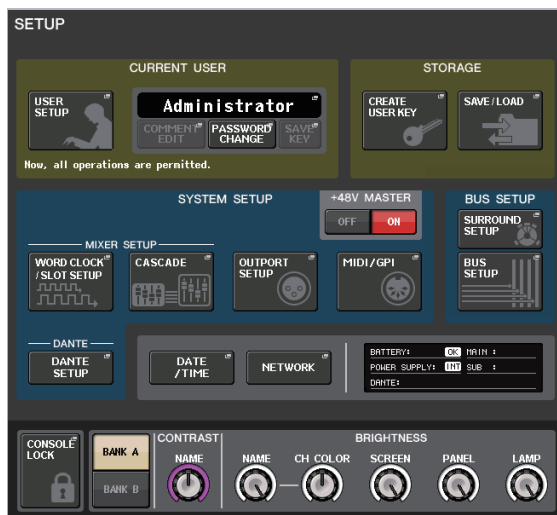 SETUP
CURRENT USER
STORAGE
USER
SETUP
Administrator
COMMENT
EDIT
PASSWORD
CHANGE
SAVE
KEY
CREATE
USER KEY
SAVE/LOAD
Now, all operations are permitted.
SYSTEM SETUP
+48V MASTER
OFF
ON
BUS SETUP
SURROUND
SETUP
MIXER SETUP
WORD CLOCK
/SLOT SETUP
CASCADE
OUTPORT
SETUP
MIDI/GPI
BUS
SETUP
DANTE
DANTE
SETUP
DATE
/TIME
NETWORK
BATTERY: OK MAIN :
POWER SUPPLY: INT SUB :
DANTE:
CONSOLE
LOCK
BANK A
BANK B
CONTRAST
NAME
BRIGHTNESS
NAME
CH COLOR
SCREEN
PANEL
LAMP